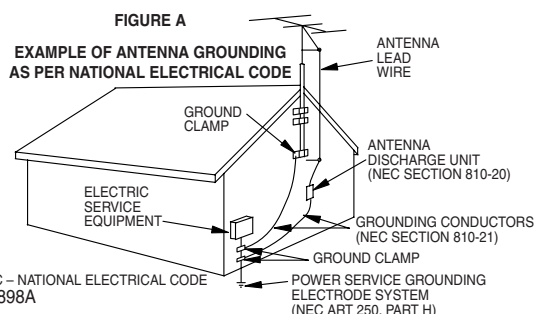 FIGURE A
EXAMPLE OF ANTENNA GROUNDING
AS PER NATIONAL ELECTRICAL CODE
ANTENNA
LEAD
WIRE
GROUND
CLAMP
ANTENNA
DISCHARGE UNIT
(NEC SECTION 810-20)
ELECTRIC
SERVICE
EQUIPMENT
GROUNDING CONDUCTORS
(NEC SECTION 810-21)
GROUND CLAMP
POWER SERVICE GROUNDING
ELECTRODE SYSTEM
(NEC ART 250, PART H)
C – NATIONAL ELECTRICAL CODE
898A